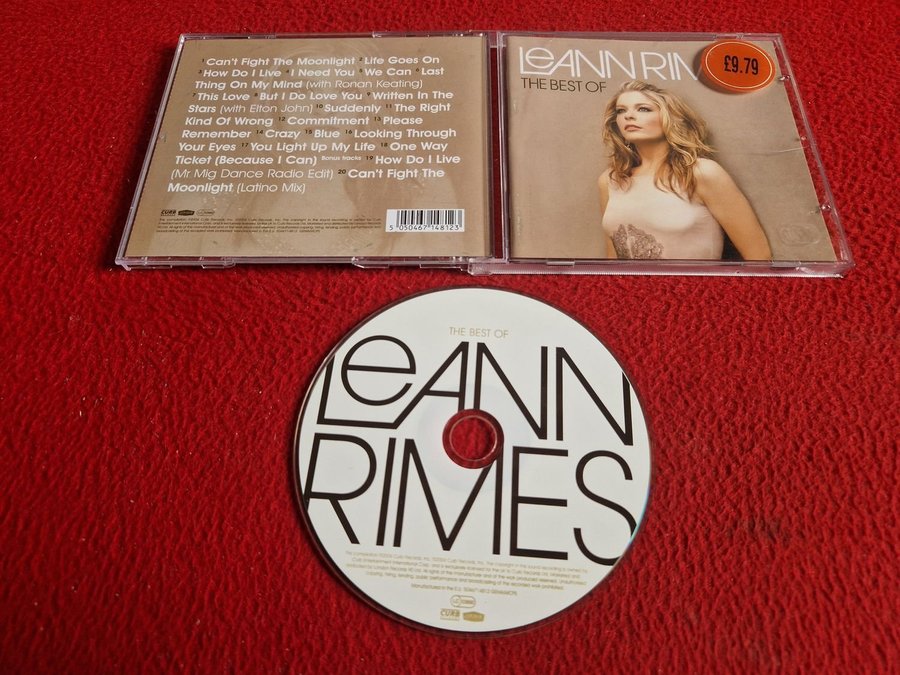 1 Can't Fight The Moonlight 2 Life Goes On
3 How Do I Live 4 I Need You 5 We Can 6 Last
Thing On My Mind (with Ronan Keating)
7 This Love 8 But I Do Love You 9 Written In The
Stars (with Elton John) 10 Suddenly 11 The Right
Kind Of Wrong 12 Commitment 13 Please
Remember 14 Crazy 15 Blue 16 Looking Through
Your Eyes 17 You Light Up My Life 18 One Way
Ticket (Because I Can) Bonus tracks 19 How Do I Live
(Mr Mig Dance Radio Edit) 20 Can't Fight The
Moonlight (Latino Mix)
CURB
5 050467 148123
LeANN RIM
THE BEST OF
£9.79
THE BEST OF
LeANN
RIMES
CURB